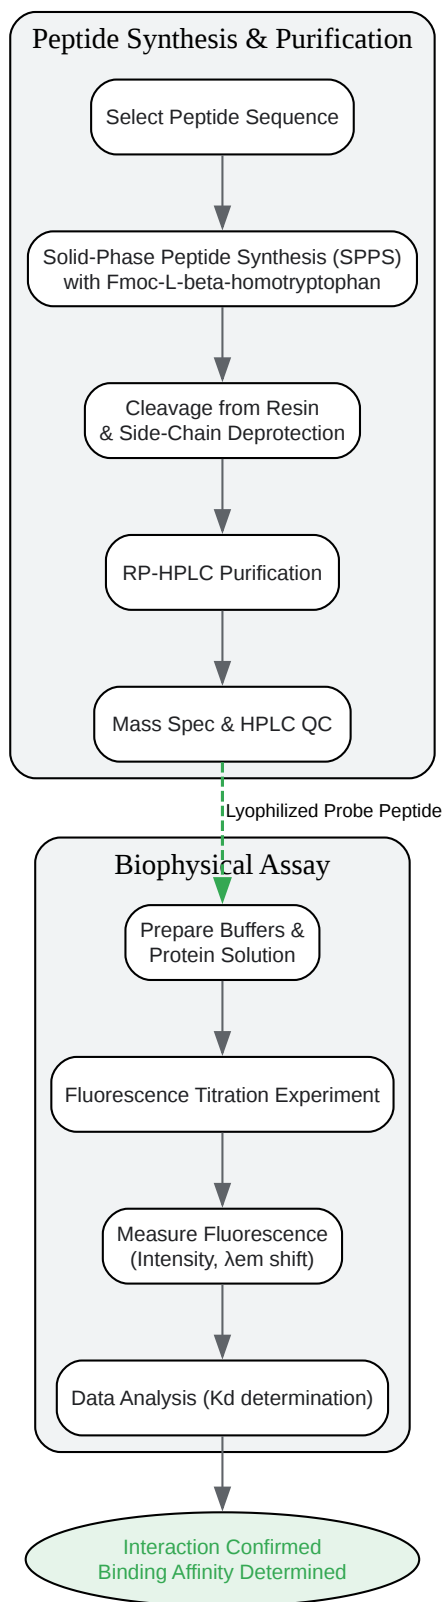 Peptide Synthesis & Purification
Select Peptide Sequence
Solid-Phase Peptide Synthesis (SPPS)
with Fmoc-L-beta-homotryptophan
Cleavage from Resin
& Side-Chain Deprotection
RP-HPLC Purification
Mass Spec & HPLC QC
Lyophilized Probe Peptide
Biophysical Assay
Prepare Buffers &
Protein Solution
Fluorescence Titration Experiment
Measure Fluorescence
(Intensity, λem shift)
Data Analysis (Kd determination)
Interaction Confirmed
Binding Affinity Determined